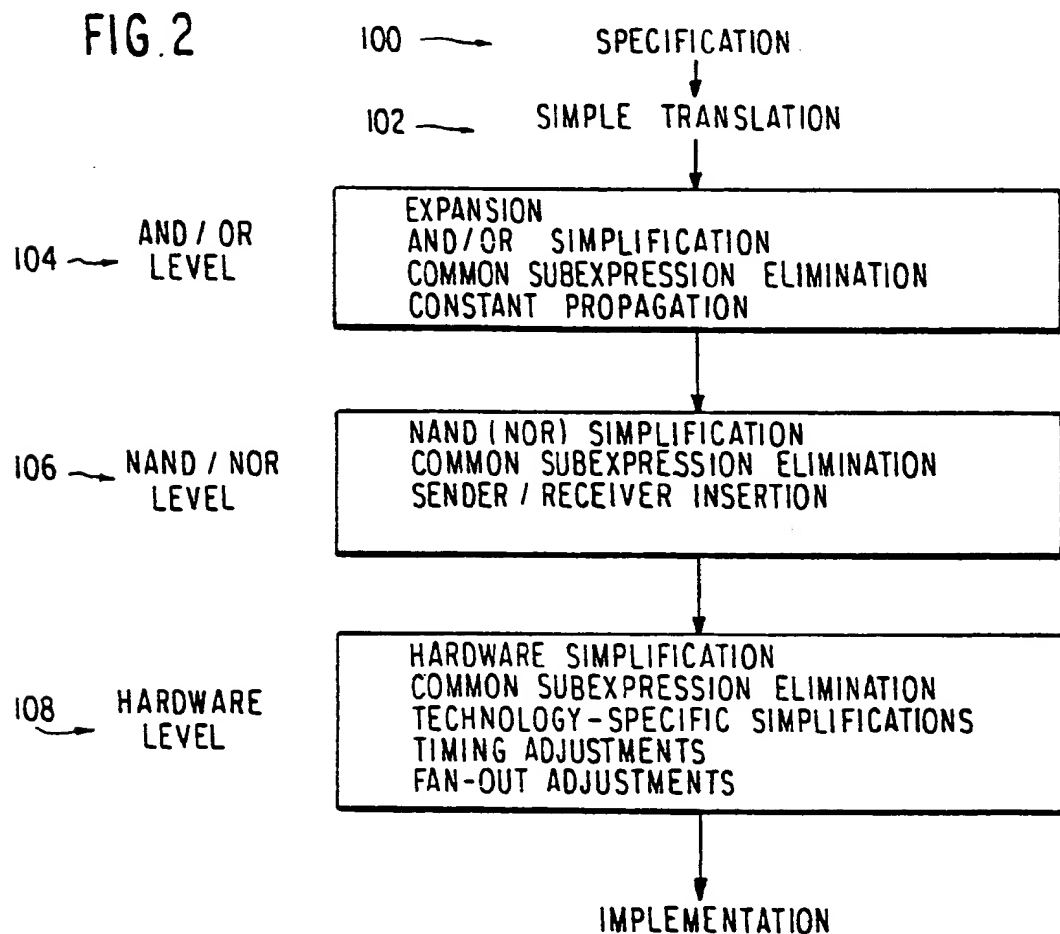 FIG. 2
100 SPECIFICATION
102 SIMPLE TRANSLATION
104 AND / OR LEVEL
EXPANSION
AND/OR SIMPLIFICATION
COMMON SUBEXPRESSION ELIMINATION
CONSTANT PROPAGATION
106 NAND / NOR LEVEL
NAND (NOR) SIMPLIFICATION
COMMON SUBEXPRESSION ELIMINATION
SENDER / RECEIVER INSERTION
108 HARDWARE LEVEL
HARDWARE SIMPLIFICATION
COMMON SUBEXPRESSION ELIMINATION
TECHNOLOGY-SPECIFIC SIMPLIFICATIONS
TIMING ADJUSTMENTS
FAN-OUT ADJUSTMENTS
IMPLEMENTATION